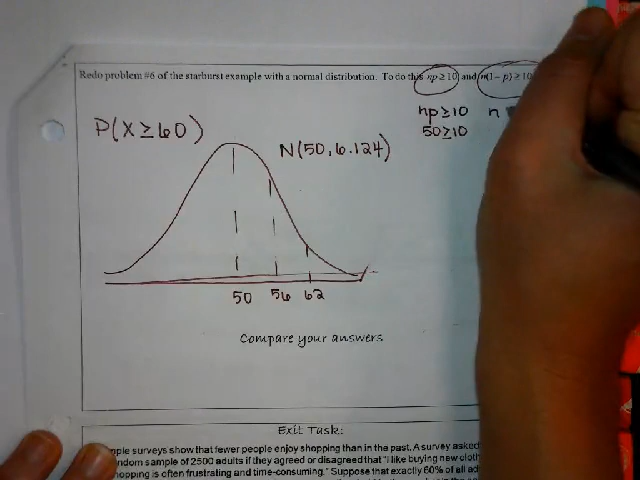 Redo problem #6 of the starburst example with a normal distribution. To do this np ≥ 10 and n(1- p) ≥ 10
np ≥ 10 n
50 ≥ 10
P(X ≥ 60)
N(50, 6.124)
50 56 62
Compare your answers
Exit Task:
surveys show that fewer people enjoy shopping than in the past. A survey asked
random sample of 2500 adults if they agreed or disagreed that "I like buying new
shopping is often frustrating and time-consuming." Suppose that exactly 60% of all